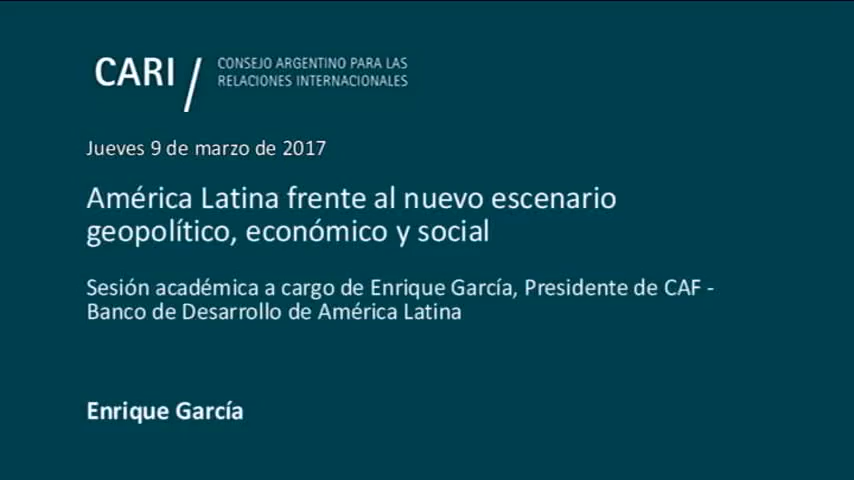 CARI /
CONSEJO ARGENTINO PARA LAS
RELACIONES INTERNACIONALES
Jueves 9 de marzo de 2017
América Latina frente al nuevo escenario
geopolítico, económico y social
Sesión académica a cargo de Enrique García, Presidente de CAF -
Banco de Desarrollo de América Latina
Enrique García